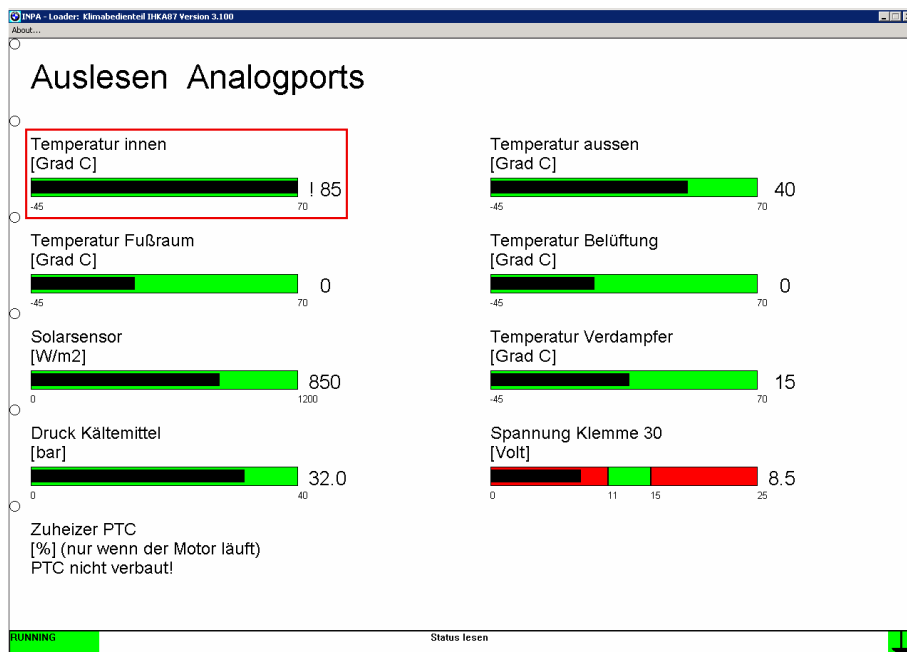 INPA - Loader: Klimabedienteil IHKA87 Version 3.100
About...
Auslesen Analogports
Temperatur innen
[Grad C]
! 85
-45 70
Temperatur aussen
[Grad C]
40
-45 70
Temperatur Fußraum
[Grad C]
0
-45 70
Temperatur Belüftung
[Grad C]
0
-45 70
Solarsensor
[W/m2]
850
0 1200
Temperatur Verdampfer
[Grad C]
15
-45 70
Druck Kältemittel
[bar]
32.0
0 40
Spannung Klemme 30
[Volt]
8.5
0 11 15 25
Zuheizer PTC
[%] (nur wenn der Motor läuft)
PTC nicht verbaut!
RUNNING
Status lesen